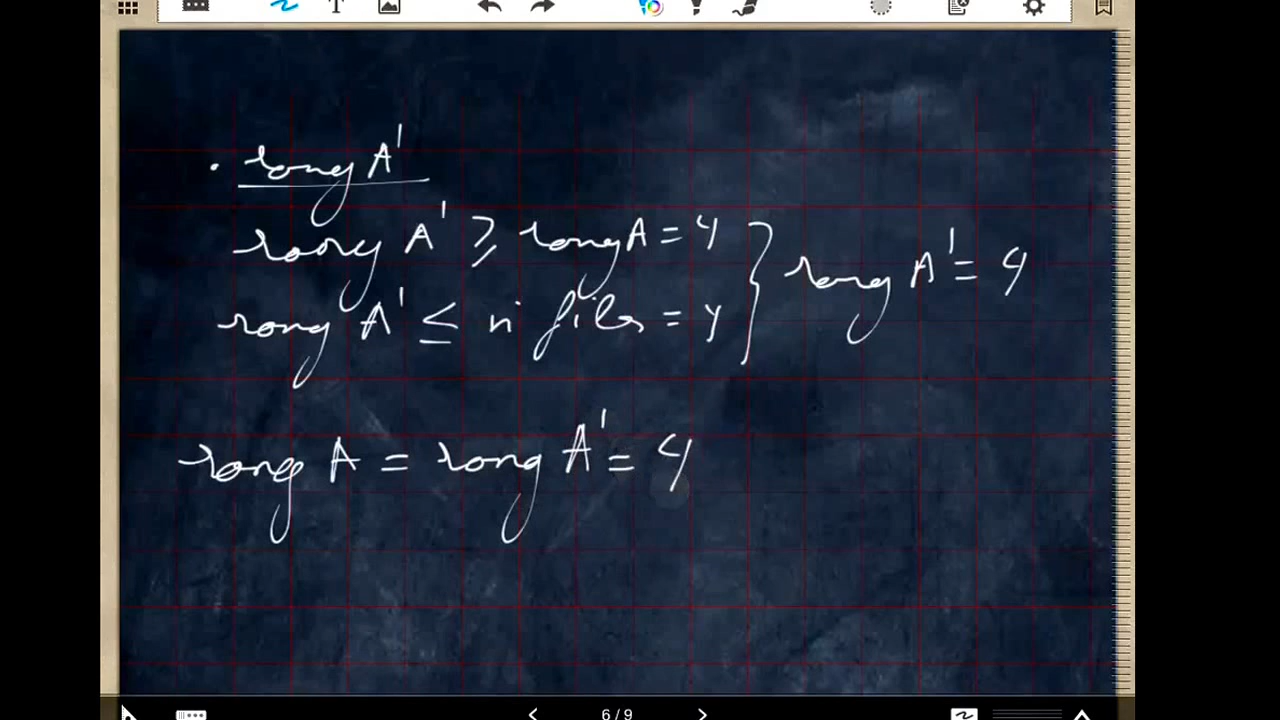 · rang A'
rang A' ⩾ rang A = 4
rang A' ≤ nº files = 4
} rang A' = 4
rang A = rang A' = 4
6/9